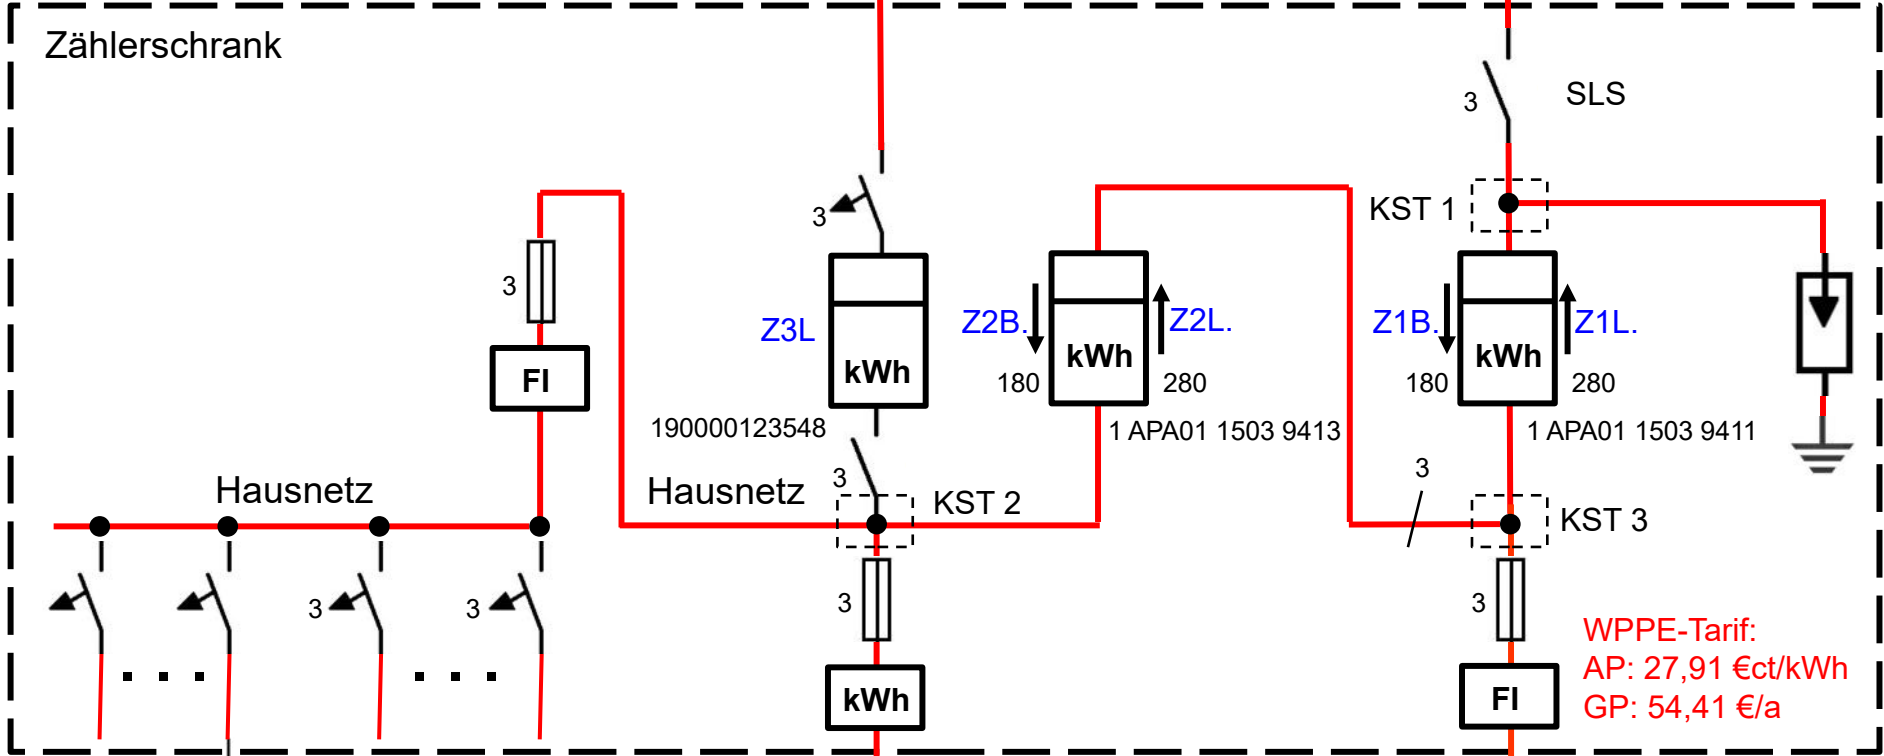 Zählerschrank
SLS
3
KST 1
3
3
Z3L
Z2B.
Z2L.
Z1B.
Z1L.
kWh
kWh
kWh
FI
180
280
180
280
190000123548
1 APA01 1503 9413
1 APA01 1503 9411
3
3
Hausnetz
Hausnetz
KST 2
KST 3
3
3
3
3
WPPE-Tarif:
AP: 27,91 €ct/kWh
GP: 54,41 €/a
kWh
FI